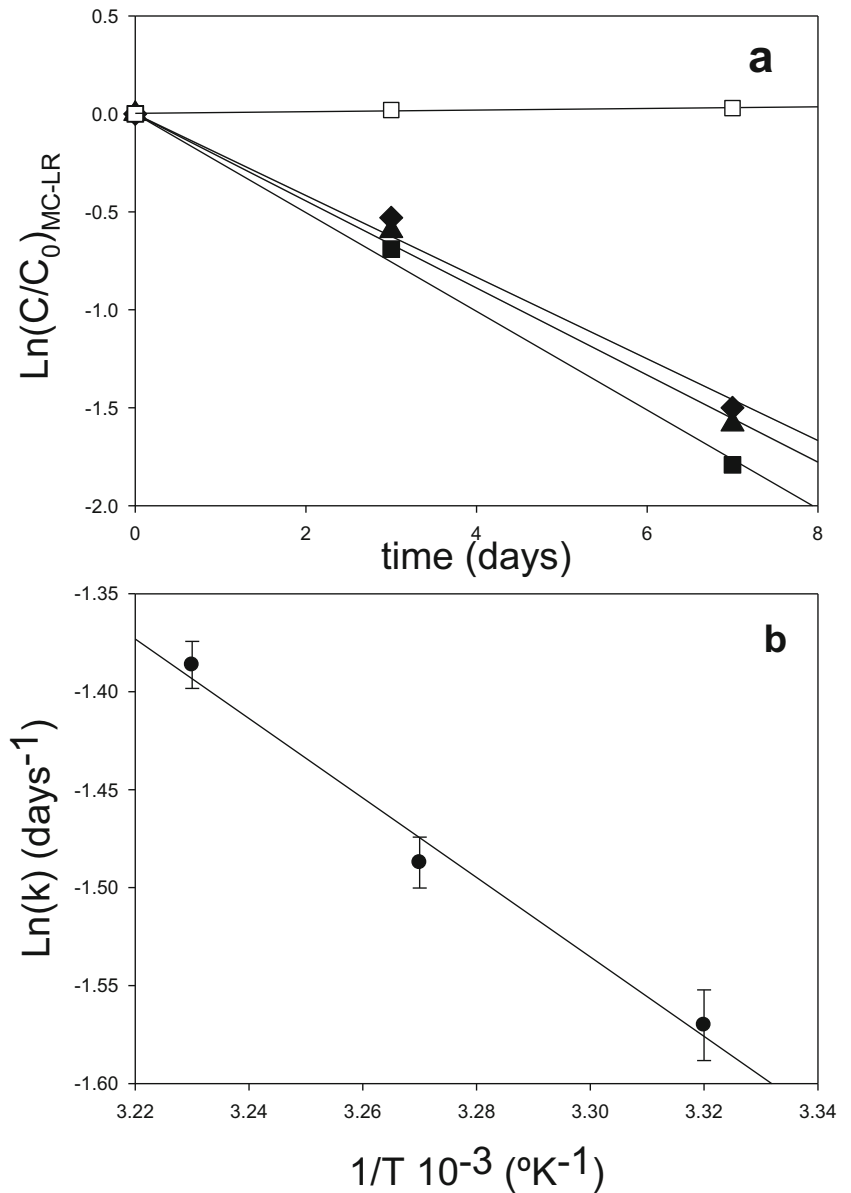 a
Ln(C/C₀)MC-LR
0.5
0.0
-0.5
-1.0
-1.5
-2.0
0 2 4 6 8
time (days)
b
Ln(k) (days⁻¹)
-1.35
-1.40
-1.45
-1.50
-1.55
-1.60
3.22 3.24 3.26 3.28 3.30 3.32 3.34
1/T 10⁻³ (ºK⁻¹)